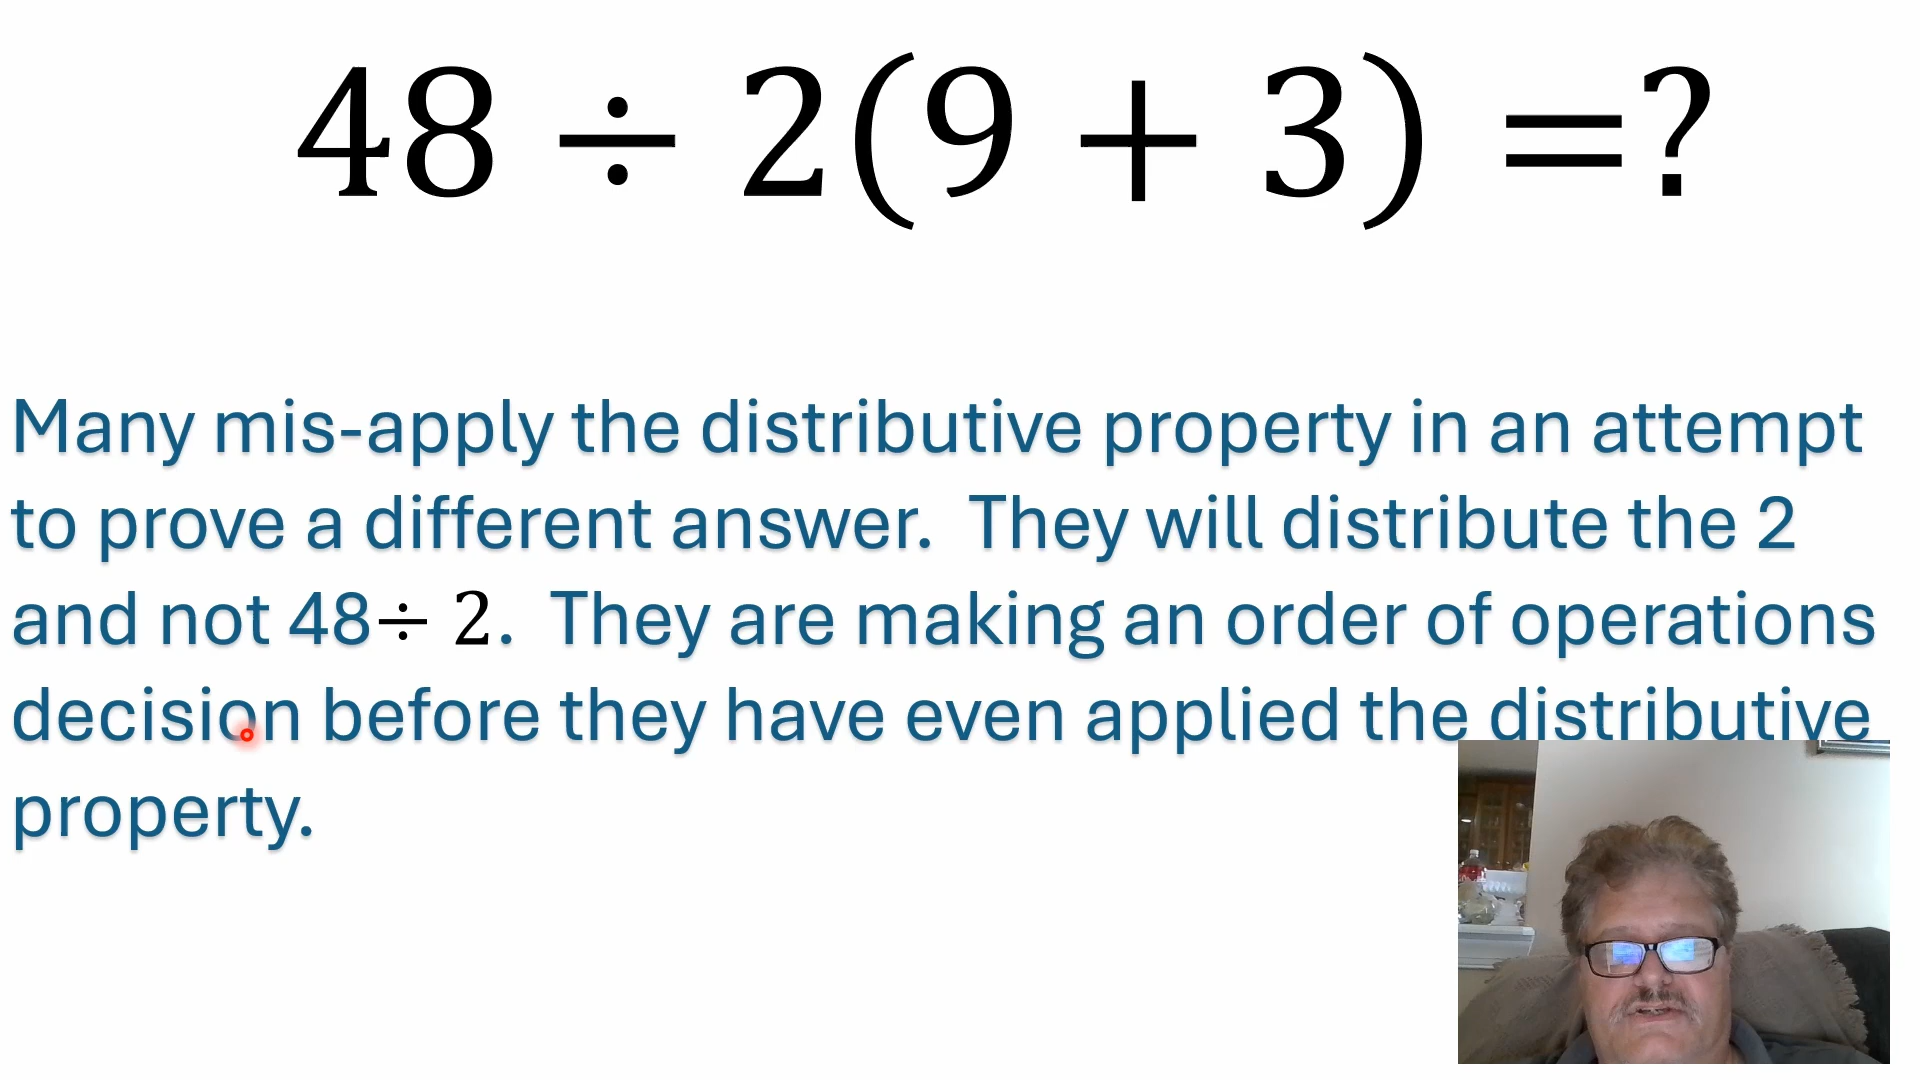 48 ÷ 2(9 + 3) =?
Many mis-apply the distributive property in an attempt
to prove a different answer.  They will distribute the 2
and not 48÷ 2.  They are making an order of operations
decision before they have even applied the distributive
property.